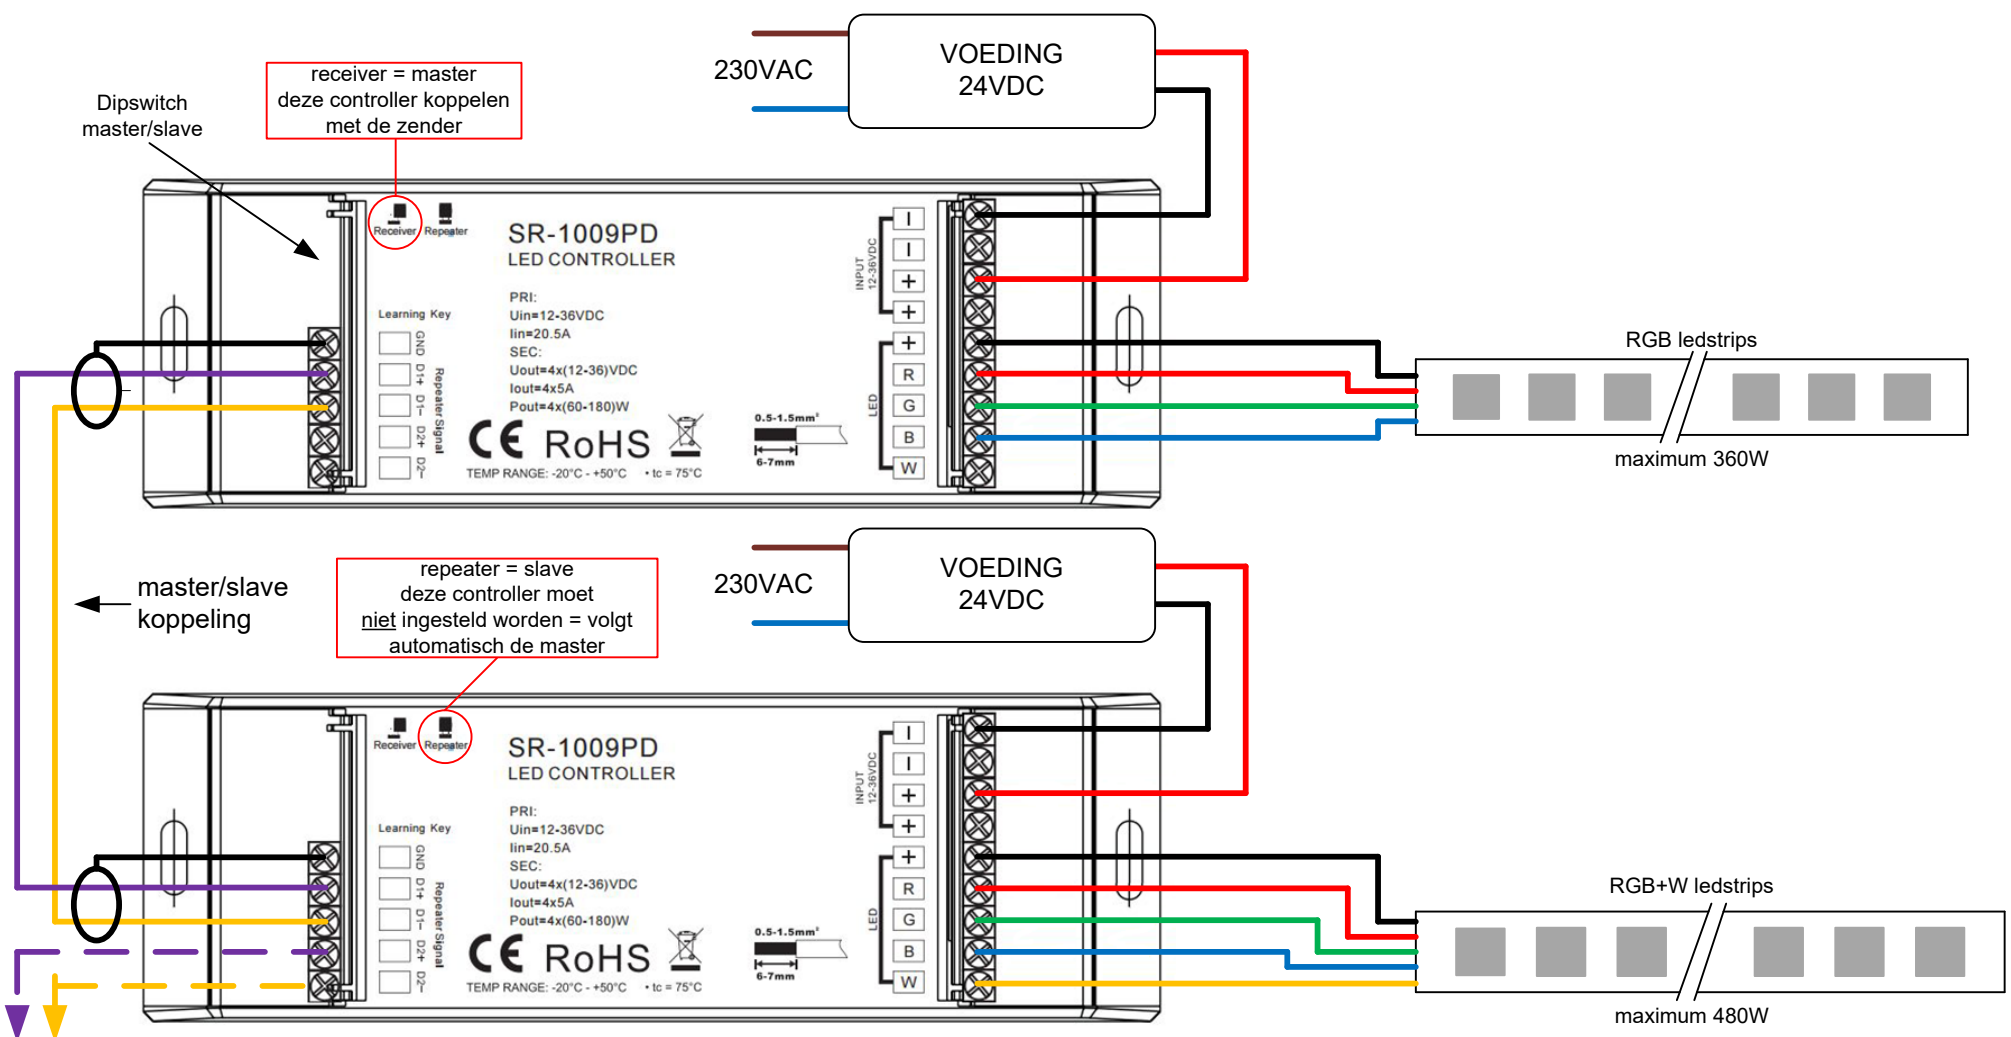 230VAC
VOEDING
24VDC
receiver = master
deze controller koppelen
met de zender
Dipswitch
master/slave
Receiver Repeater
SR-1009PD
LED CONTROLLER
PRI:
Uin=12-36VDC
Iin=20.5A
SEC:
Uout=4x(12-36)VDC
Iout=4x5A
Pout=4x(60-180)W
CE RoHS
TEMP RANGE: -20°C - +50°C • tc = 75°C
Learning Key
GND
D1+
D1-
D2+
D2-
Repeater Signal
0.5-1.5mm²
6-7mm
INPUT
12-36VDC
I
I
+
+
LED
+
R
G
B
W
RGB ledstrips
maximum 360W
master/slave
koppeling
230VAC
VOEDING
24VDC
repeater = slave
deze controller moet
niet ingesteld worden = volgt
automatisch de master
Receiver Repeater
SR-1009PD
LED CONTROLLER
PRI:
Uin=12-36VDC
Iin=20.5A
SEC:
Uout=4x(12-36)VDC
Iout=4x5A
Pout=4x(60-180)W
CE RoHS
TEMP RANGE: -20°C - +50°C • tc = 75°C
Learning Key
GND
D1+
D1-
D2+
D2-
Repeater Signal
0.5-1.5mm²
6-7mm
INPUT
12-36VDC
I
I
+
+
LED
+
R
G
B
W
RGB+W ledstrips
maximum 480W